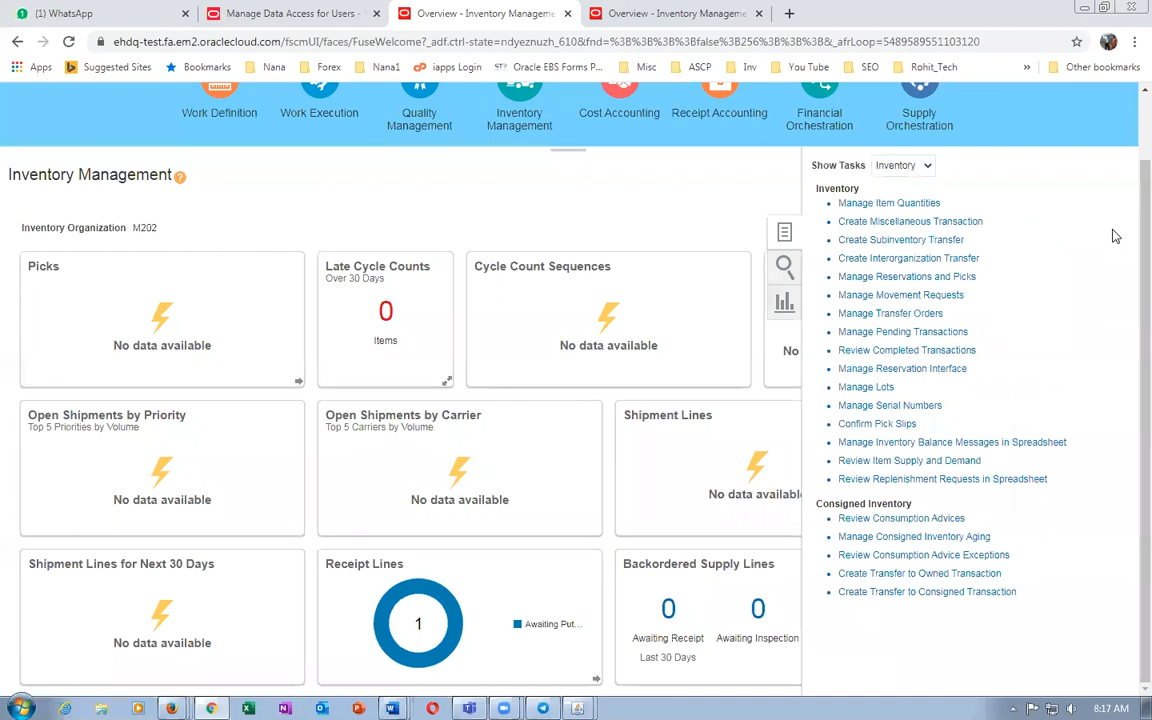 (1) WhatsApp
Manage Data Access for Users -
Overview - Inventory Management
Overview - Inventory Management
ehdq-test.fa.em2.oraclecloud.com/fscmUI/faces/FuseWelcome?_adf.ctrl-state=ndyeznuzh_610&fnd=%3B%3B%3B%3Bfalse%3B256%3B%3B%3B&_afrLoop=5489589551103120
Apps
Suggested Sites
Bookmarks
Nana
Forex
Nana1
iapps Login
Oracle EBS Forms P...
Misc
ASCP
Inv
You Tube
SEO
Rohit_Tech
»
Other bookmarks
Work Definition
Work Execution
Quality
Management
Inventory
Management
Cost Accounting
Receipt Accounting
Financial
Orchestration
Supply
Orchestration
Inventory Management
Inventory Organization M202
Picks
No data available
Late Cycle Counts
Over 30 Days
0
Items
Cycle Count Sequences
No data available
No
Open Shipments by Priority
Top 5 Priorities by Volume
No data available
Open Shipments by Carrier
Top 5 Carriers by Volume
No data available
Shipment Lines
No data available
Shipment Lines for Next 30 Days
No data available
Receipt Lines
1
Awaiting Put...
Backordered Supply Lines
0
Awaiting Receipt
Last 30 Days
0
Awaiting Inspection
Show Tasks Inventory
Inventory
Manage Item Quantities
Create Miscellaneous Transaction
Create Subinventory Transfer
Create Interorganization Transfer
Manage Reservations and Picks
Manage Movement Requests
Manage Transfer Orders
Manage Pending Transactions
Review Completed Transactions
Manage Reservation Interface
Manage Lots
Manage Serial Numbers
Confirm Pick Slips
Manage Inventory Balance Messages in Spreadsheet
Review Item Supply and Demand
Review Replenishment Requests in Spreadsheet
Consigned Inventory
Review Consumption Advices
Manage Consigned Inventory Aging
Review Consumption Advice Exceptions
Create Transfer to Owned Transaction
Create Transfer to Consigned Transaction
8:17 AM